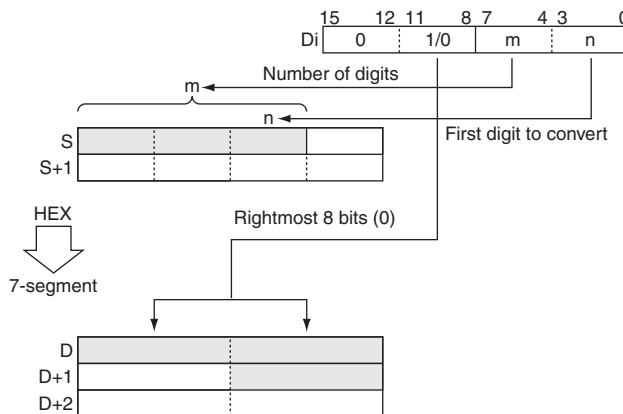 15 12 11 8 7 4 3 0
Di 0 1/0 m n
Number of digits
m
n
First digit to convert
S
S+1
Rightmost 8 bits (0)
HEX
7-segment
D
D+1
D+2